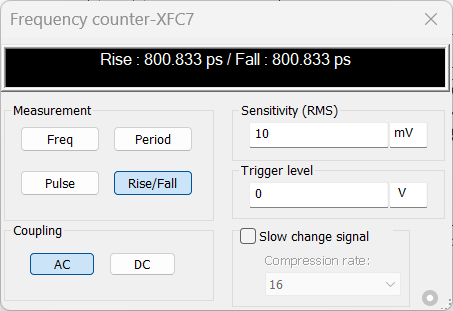 Frequency counter-XFC7
Rise : 800.833 ps / Fall : 800.833 ps
Measurement
Freq
Period
Pulse
Rise/Fall
Coupling
AC
DC
Sensitivity (RMS)
10
mV
Trigger level
0
V
Slow change signal
Compression rate:
16